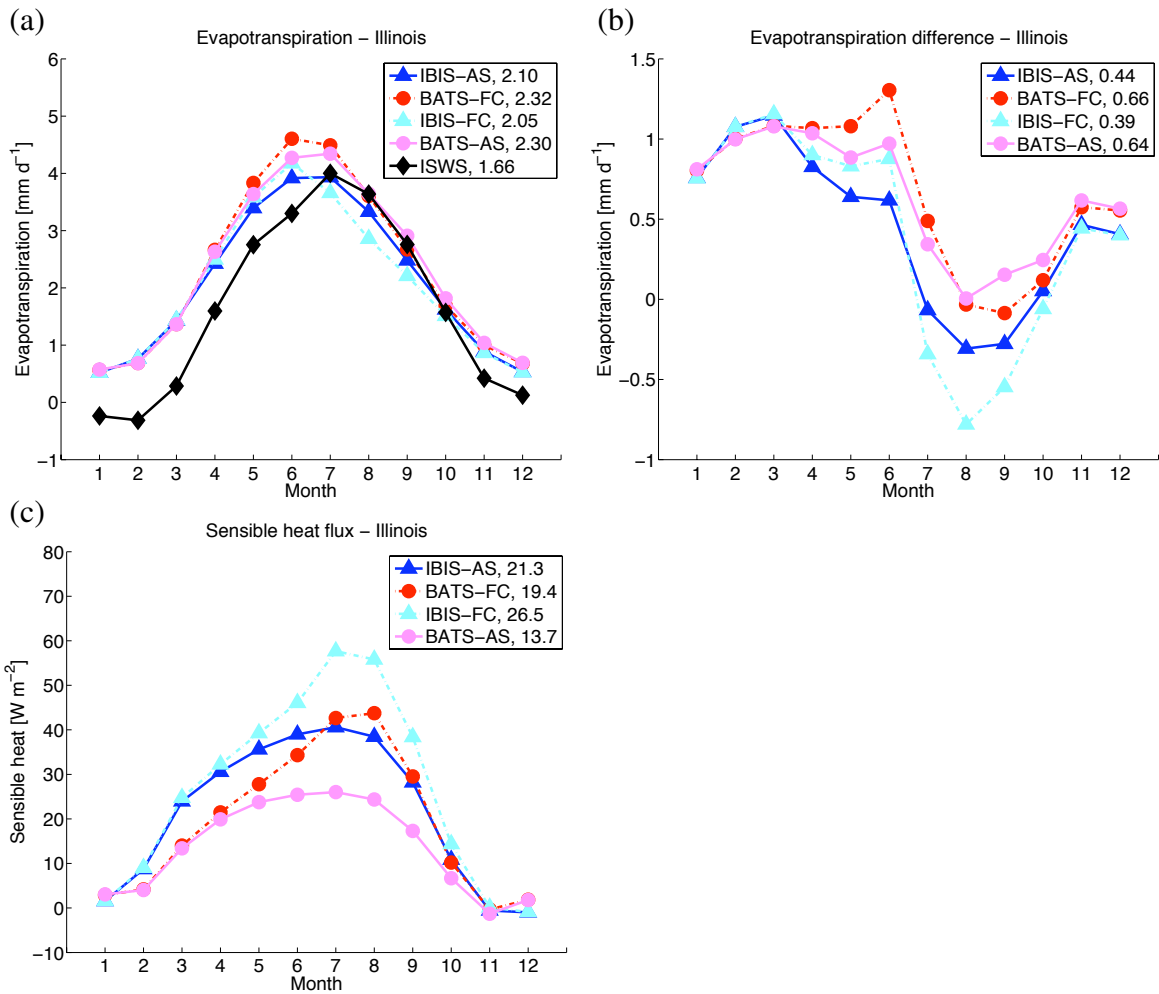 (a)
Evapotranspiration − Illinois
6
5
4
3
2
1
0
−1
Evapotranspiration [mm d−1]
IBIS−AS, 2.10
BATS−FC, 2.32
IBIS−FC, 2.05
BATS−AS, 2.30
ISWS, 1.66
1 2 3 4 5 6 7 8 9 10 11 12
Month
(b)
Evapotranspiration difference − Illinois
1.5
1
0.5
0
−0.5
−1
Evapotranspiration [mm d−1]
IBIS−AS, 0.44
BATS−FC, 0.66
IBIS−FC, 0.39
BATS−AS, 0.64
1 2 3 4 5 6 7 8 9 10 11 12
Month
(c)
Sensible heat flux − Illinois
80
70
60
50
40
30
20
10
0
−10
Sensible heat [W m−2]
IBIS−AS, 21.3
BATS−FC, 19.4
IBIS−FC, 26.5
BATS−AS, 13.7
1 2 3 4 5 6 7 8 9 10 11 12
Month